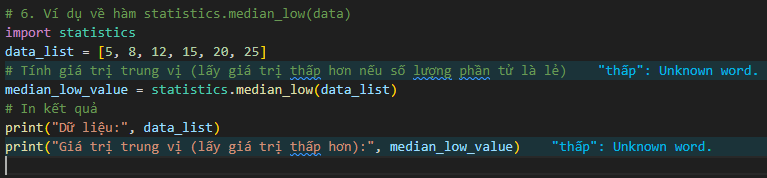 # 6. Ví dụ về hàm statistics.median_low(data)
import statistics
data_list = [5, 8, 12, 15, 20, 25]
# Tính giá trị trung vị (lấy giá trị thấp hơn nếu số lượng phần tử là lẻ)    "thấp": Unknown word.
median_low_value = statistics.median_low(data_list)
# In kết quả
print("Dữ liệu:", data_list)
print("Giá trị trung vị (lấy giá trị thấp hơn):", median_low_value)    "thấp": Unknown word.